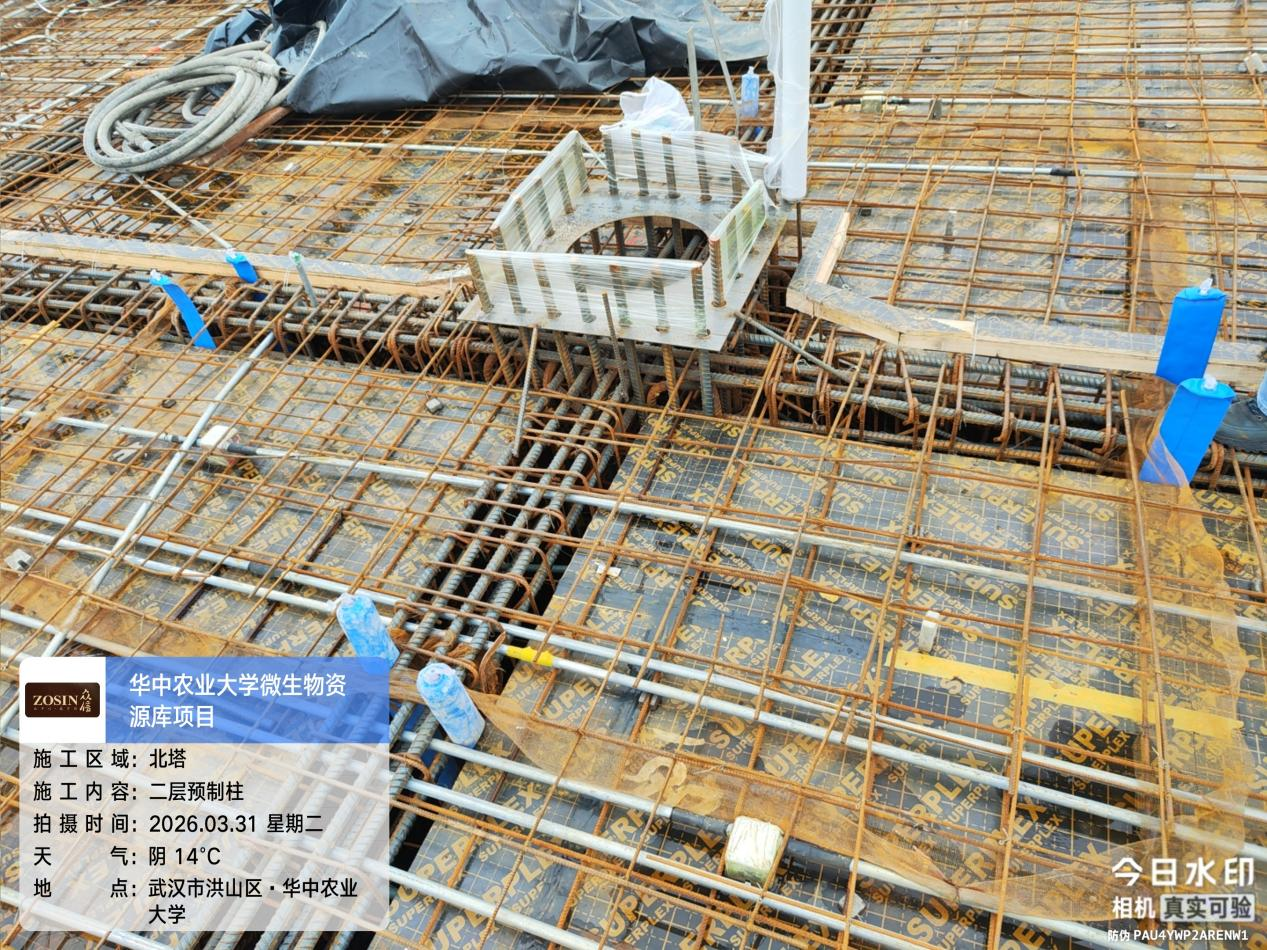 ZOSIN 众信
华中农业大学微生物资
源库项目
施工区域：北塔
施工内容：二层预制柱
拍摄时间：2026.03.31 星期二
天气：阴 14℃
地点：武汉市洪山区·华中农业
大学
SUPERPLEX
今日水印
相机 真实可验
防伪 PAU4YWP2ARENW1